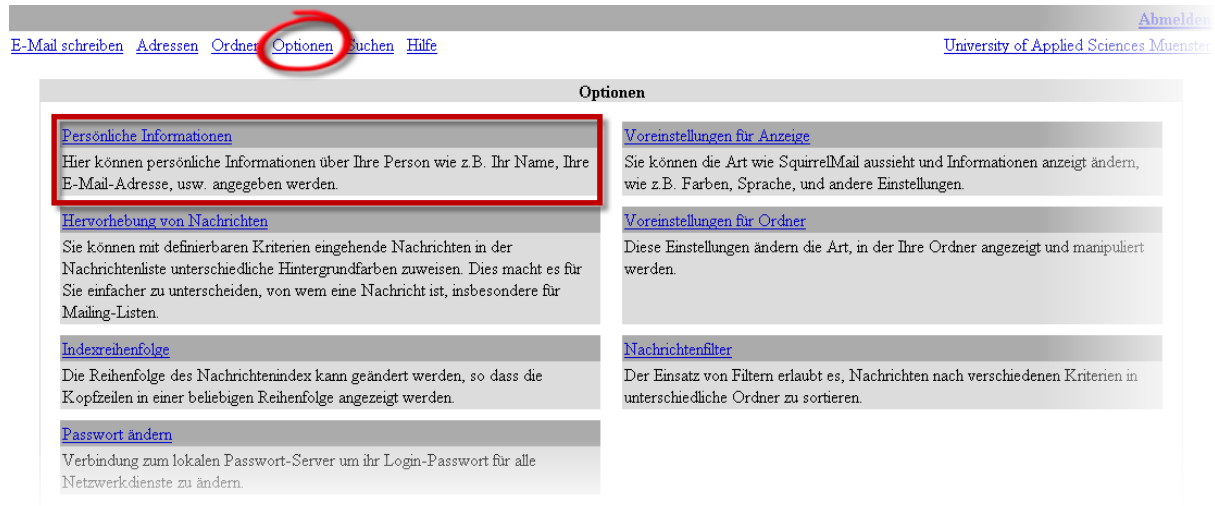 Abmelden
E-Mail schreiben Adressen Ordner Optionen Suchen Hilfe University of Applied Sciences Muenster
Optionen
Persönliche Informationen
Hier können persönliche Informationen über Ihre Person wie z.B. Ihr Name, Ihre
E-Mail-Adresse, usw. angegeben werden.
Voreinstellungen für Anzeige
Sie können die Art wie SquirrelMail aussieht und Informationen anzeigt ändern,
wie z.B. Farben, Sprache, und andere Einstellungen.
Hervorhebung von Nachrichten
Sie können mit definierbaren Kriterien eingehende Nachrichten in der
Nachrichtenliste unterschiedliche Hintergrundfarben zuweisen. Dies macht es für
Sie einfacher zu unterscheiden, von wem eine Nachricht ist, insbesondere für
Mailing-Listen.
Voreinstellungen für Ordner
Diese Einstellungen ändern die Art, in der Ihre Ordner angezeigt und manipuliert
werden.
Indexreihenfolge
Die Reihenfolge des Nachrichtenindex kann geändert werden, so dass die
Kopfzeilen in einer beliebigen Reihenfolge angezeigt werden.
Nachrichtenfilter
Der Einsatz von Filtern erlaubt es, Nachrichten nach verschiedenen Kriterien in
unterschiedliche Ordner zu sortieren.
Passwort ändern
Verbindung zum lokalen Passwort-Server um ihr Login-Passwort für alle
Netzwerkdienste zu ändern.